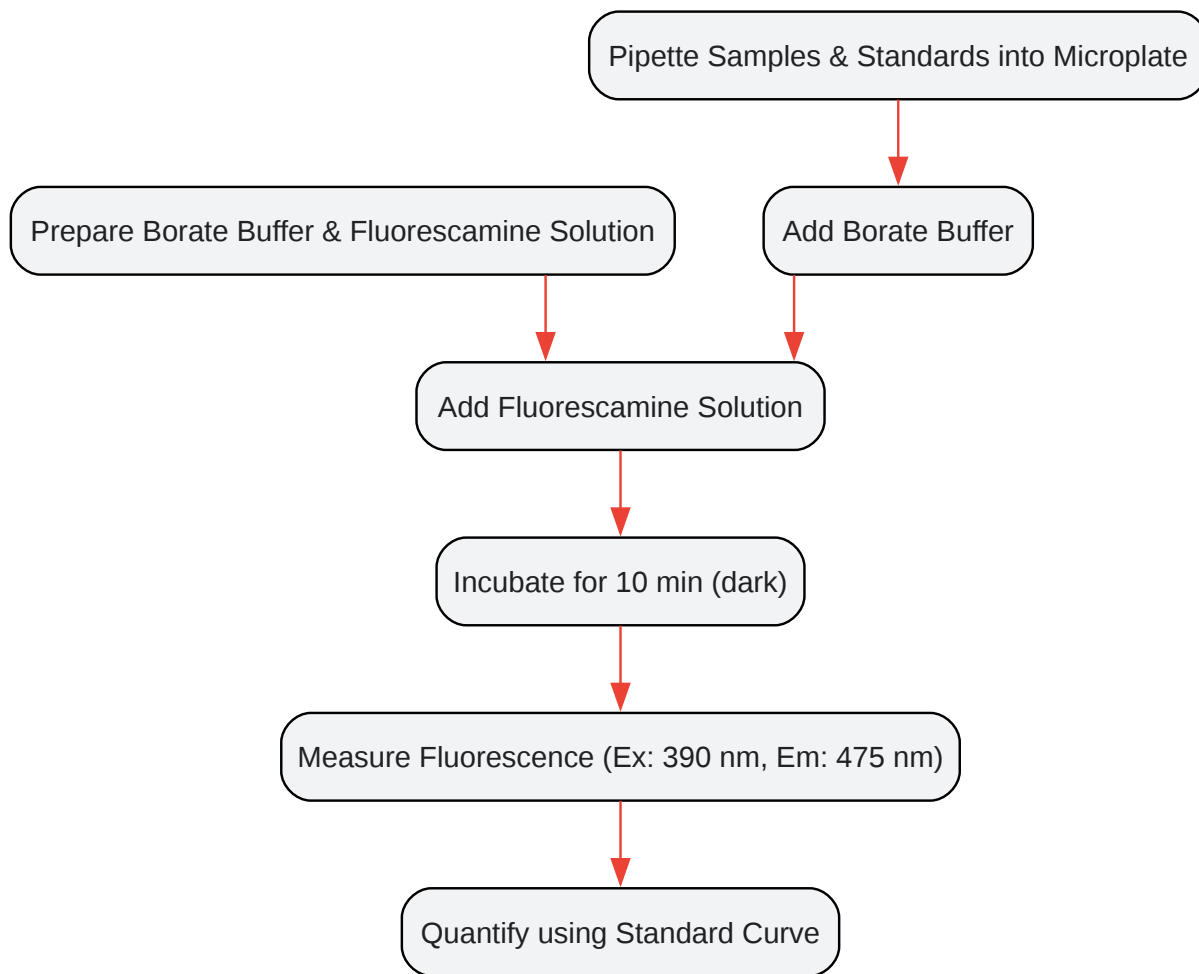 Pipette Samples & Standards into Microplate
Prepare Borate Buffer & Fluorescamine Solution
Add Borate Buffer
Add Fluorescamine Solution
Incubate for 10 min (dark)
Measure Fluorescence (Ex: 390 nm, Em: 475 nm)
Quantify using Standard Curve